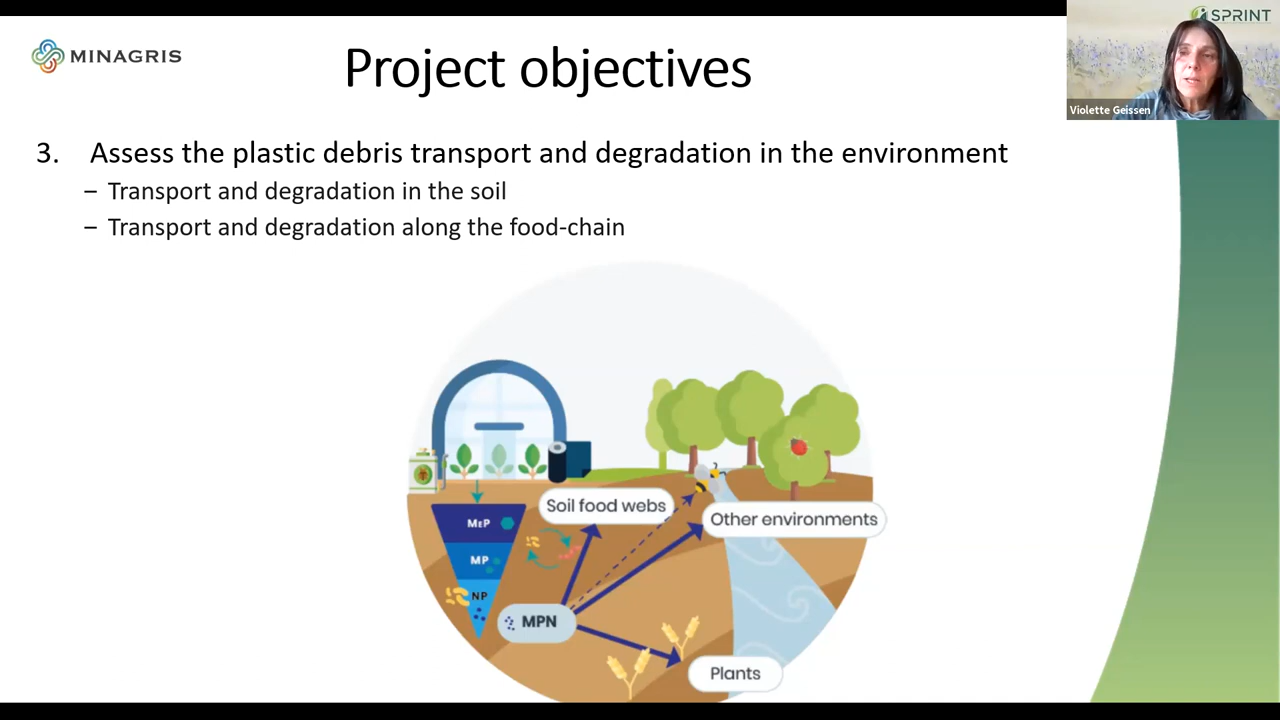 MINAGRIS
Project objectives
SPRINT
Violette Geissen
3. Assess the plastic debris transport and degradation in the environment
– Transport and degradation in the soil
– Transport and degradation along the food-chain
Soil food webs
Other environments
MEP
MP
NP
MPN
Plants